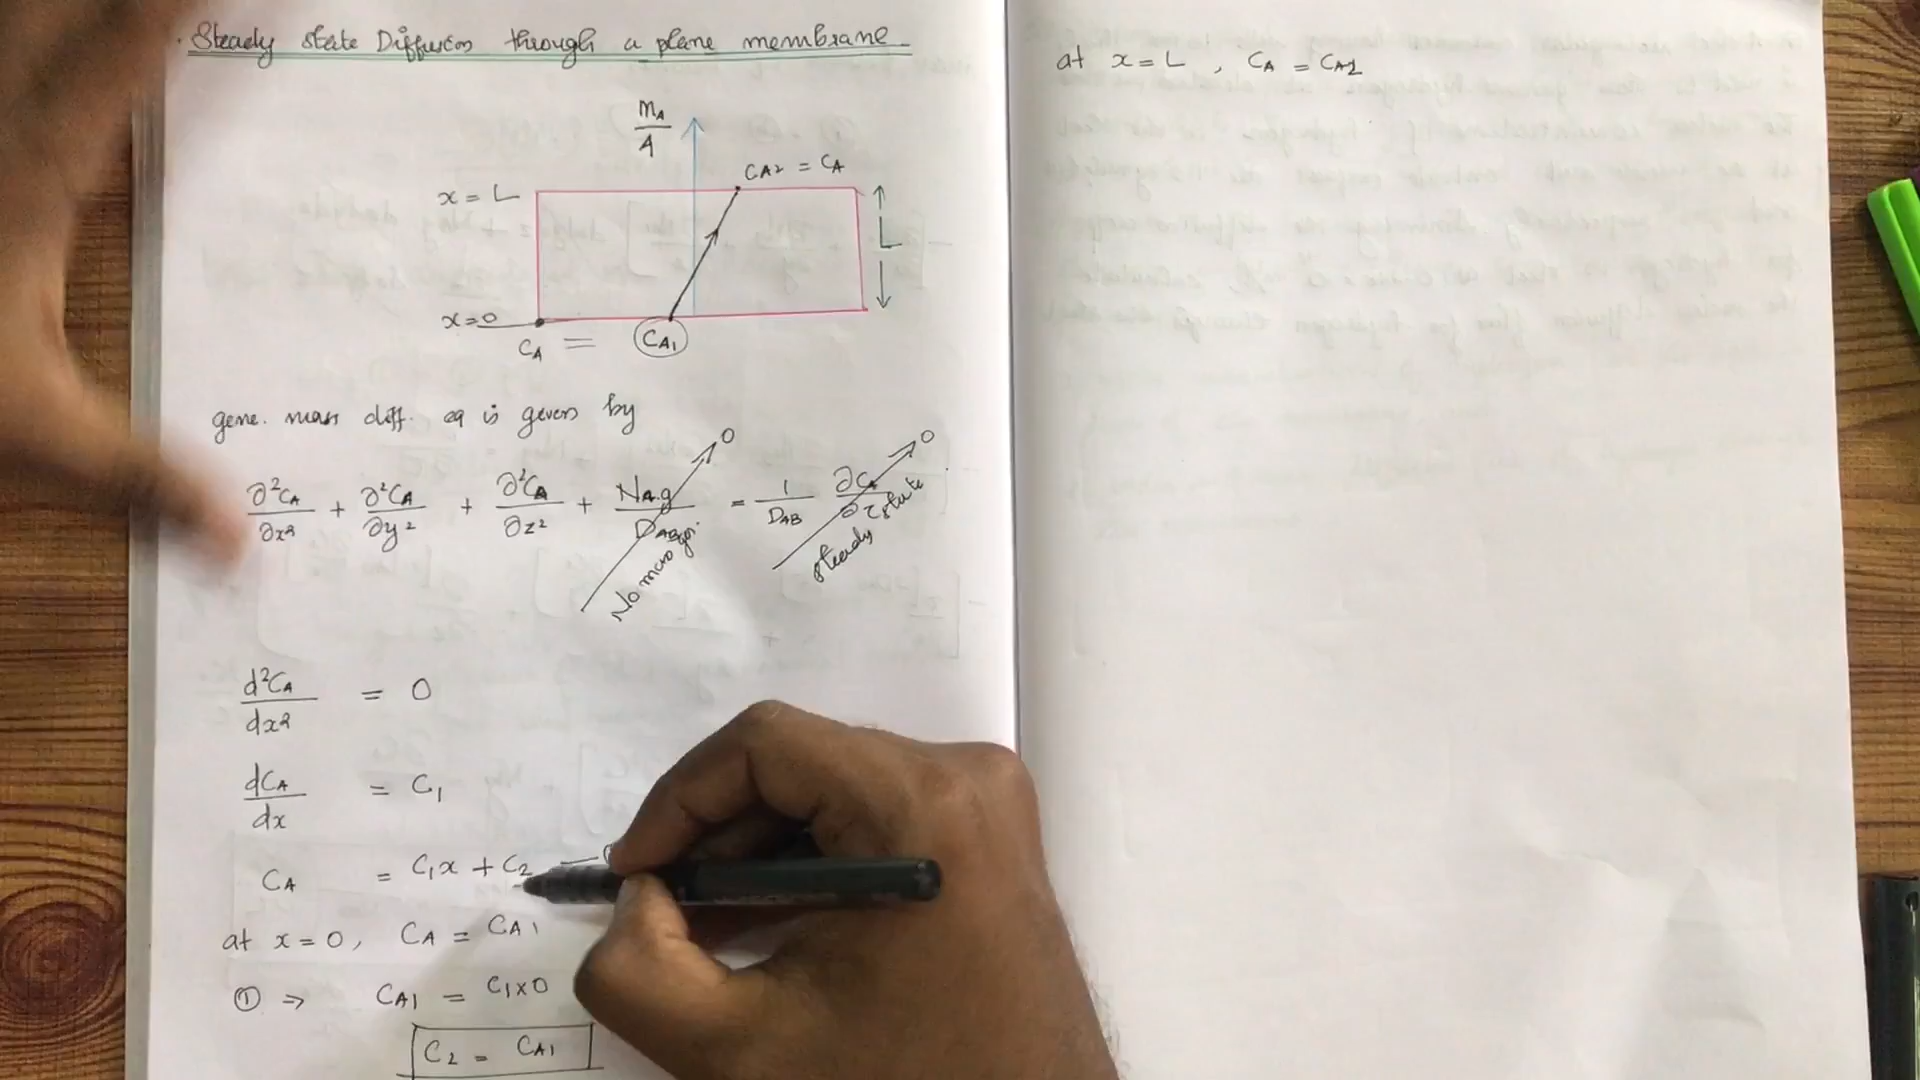 Steady state Diffusion through a plane membrane
mA/A
CA2 = CA
x = L
L
x=0
CA = CA1
gene. mass diff. eq is given by
∂²CA/∂x² + ∂²CA/∂y² + ∂²CA/∂z² + NA.g/DAB = 1/DAB ∂CA/∂τ
0
0
No mass gen.
steady state
d²CA/dx² = 0
dCA/dx = C1
CA = C1x + C2 —
at x = 0, CA = CA1
① ⇒ CA1 = C1×0
C2 = CA1
at x = L , CA = CA2